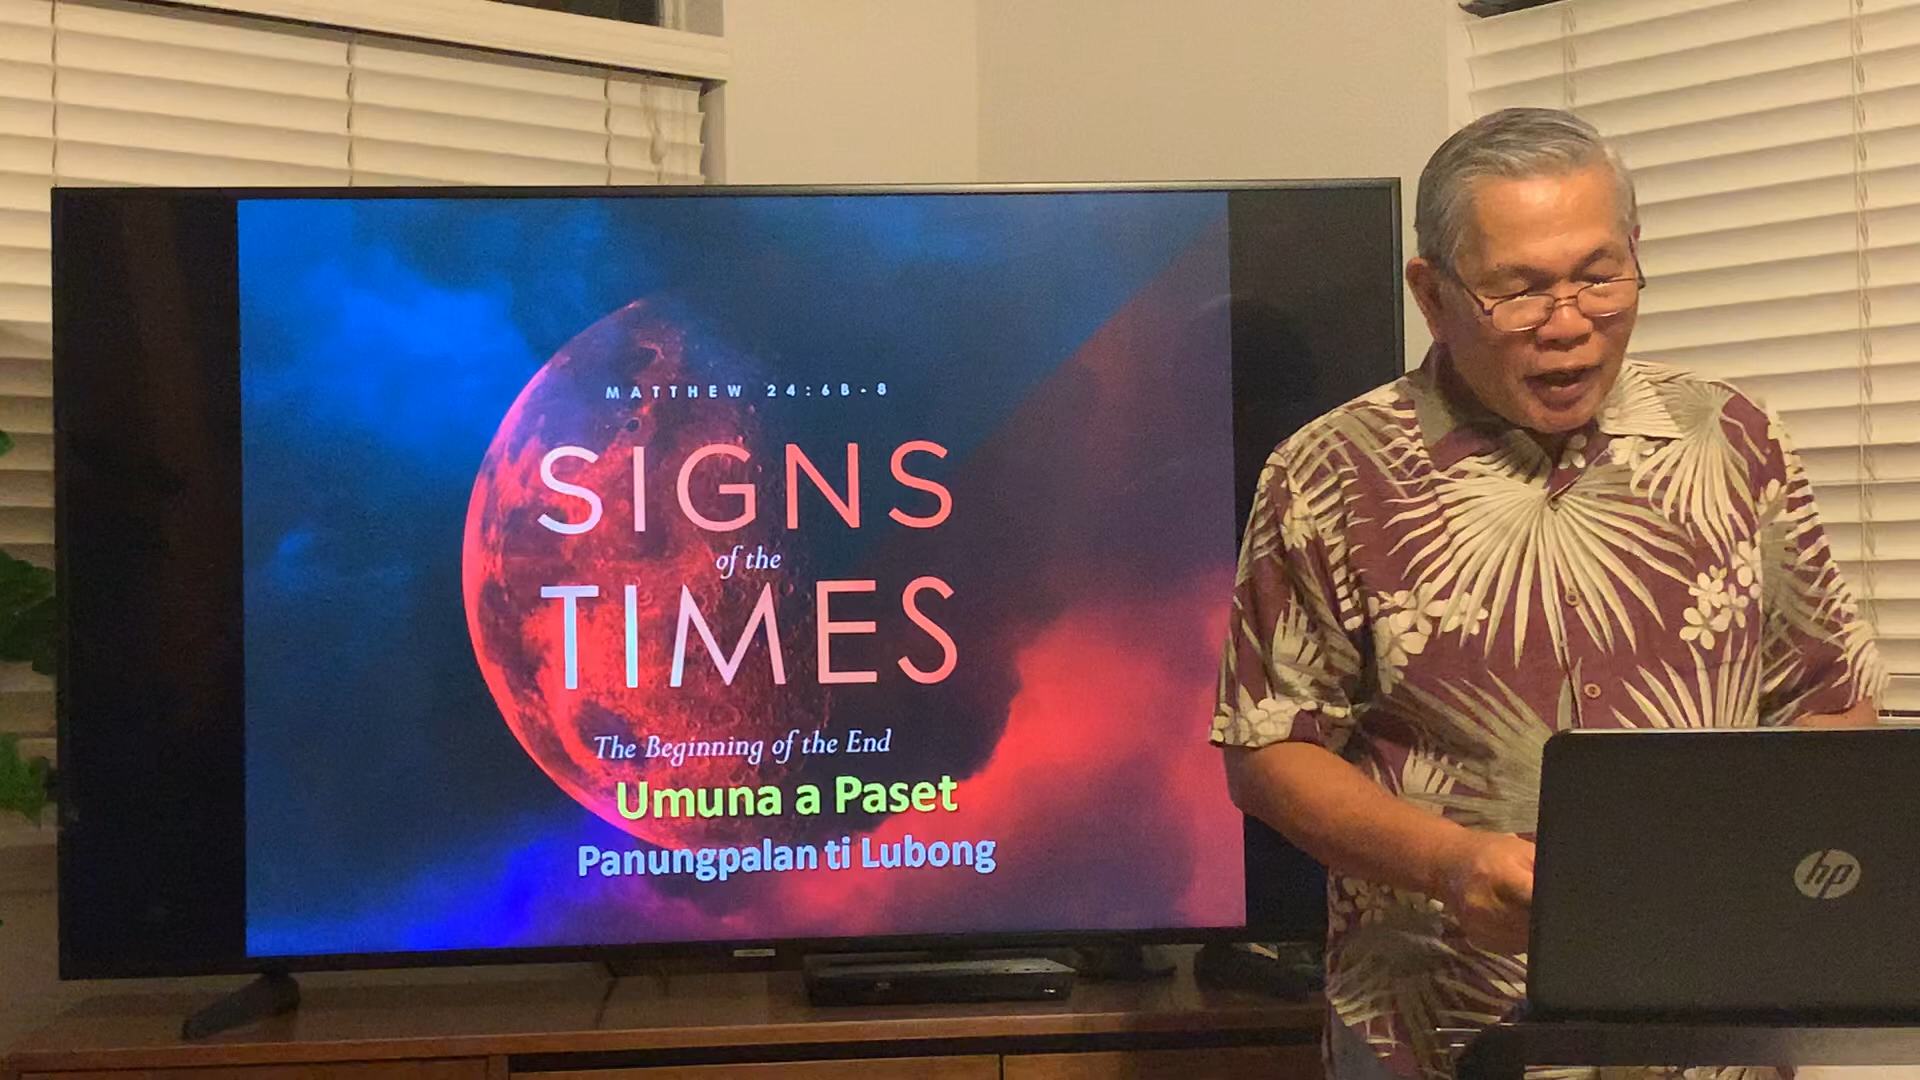 MATTHEW 24:6B-8
SIGNS
of the
TIMES
The Beginning of the End
Umuna a Paset
Panungpalan ti Lubong
hp